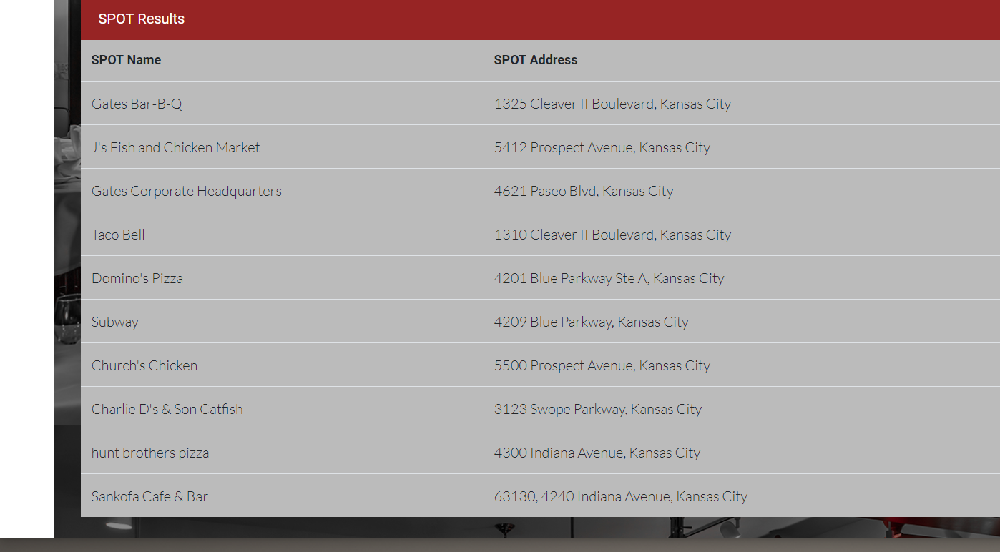 SPOT Results
SPOT Name SPOT Address
Gates Bar-B-Q 1325 Cleaver II Boulevard, Kansas City
J's Fish and Chicken Market 5412 Prospect Avenue, Kansas City
Gates Corporate Headquarters 4621 Paseo Blvd, Kansas City
Taco Bell 1310 Cleaver II Boulevard, Kansas City
Domino's Pizza 4201 Blue Parkway Ste A, Kansas City
Subway 4209 Blue Parkway, Kansas City
Church's Chicken 5500 Prospect Avenue, Kansas City
Charlie D's & Son Catfish 3123 Swope Parkway, Kansas City
hunt brothers pizza 4300 Indiana Avenue, Kansas City
Sankofa Cafe & Bar 63130, 4240 Indiana Avenue, Kansas City